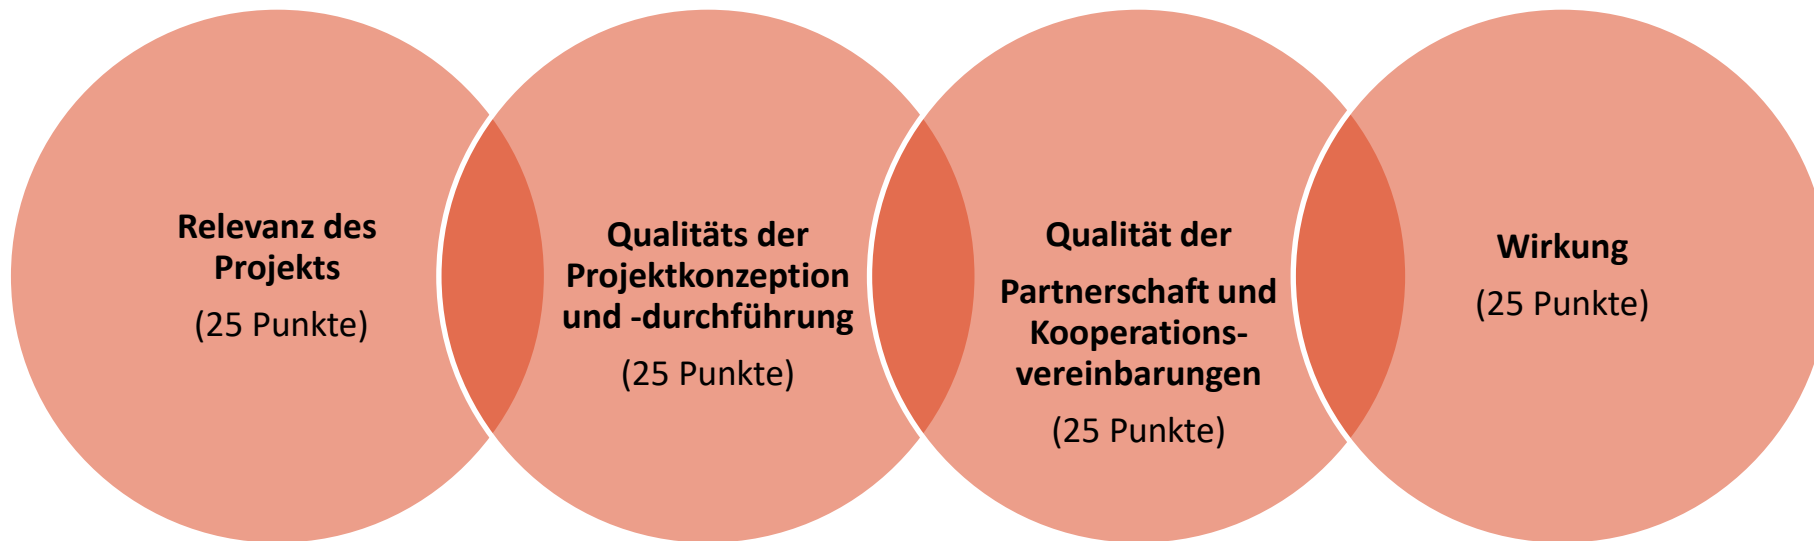 Relevanz des
Projekts
(25 Punkte)
Qualitäts der
Projektkonzeption
und -durchführung
(25 Punkte)
Qualität der
Partnerschaft und
Kooperations-
vereinbarungen
(25 Punkte)
Wirkung
(25 Punkte)